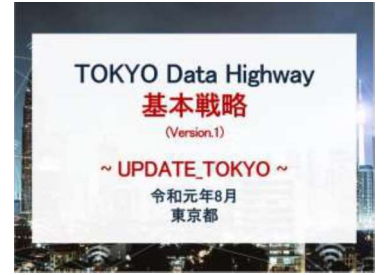 TOKYO Data Highway
基本戦略
(Version.1)
~ UPDATE_TOKYO ~
令和元年8月
東京都